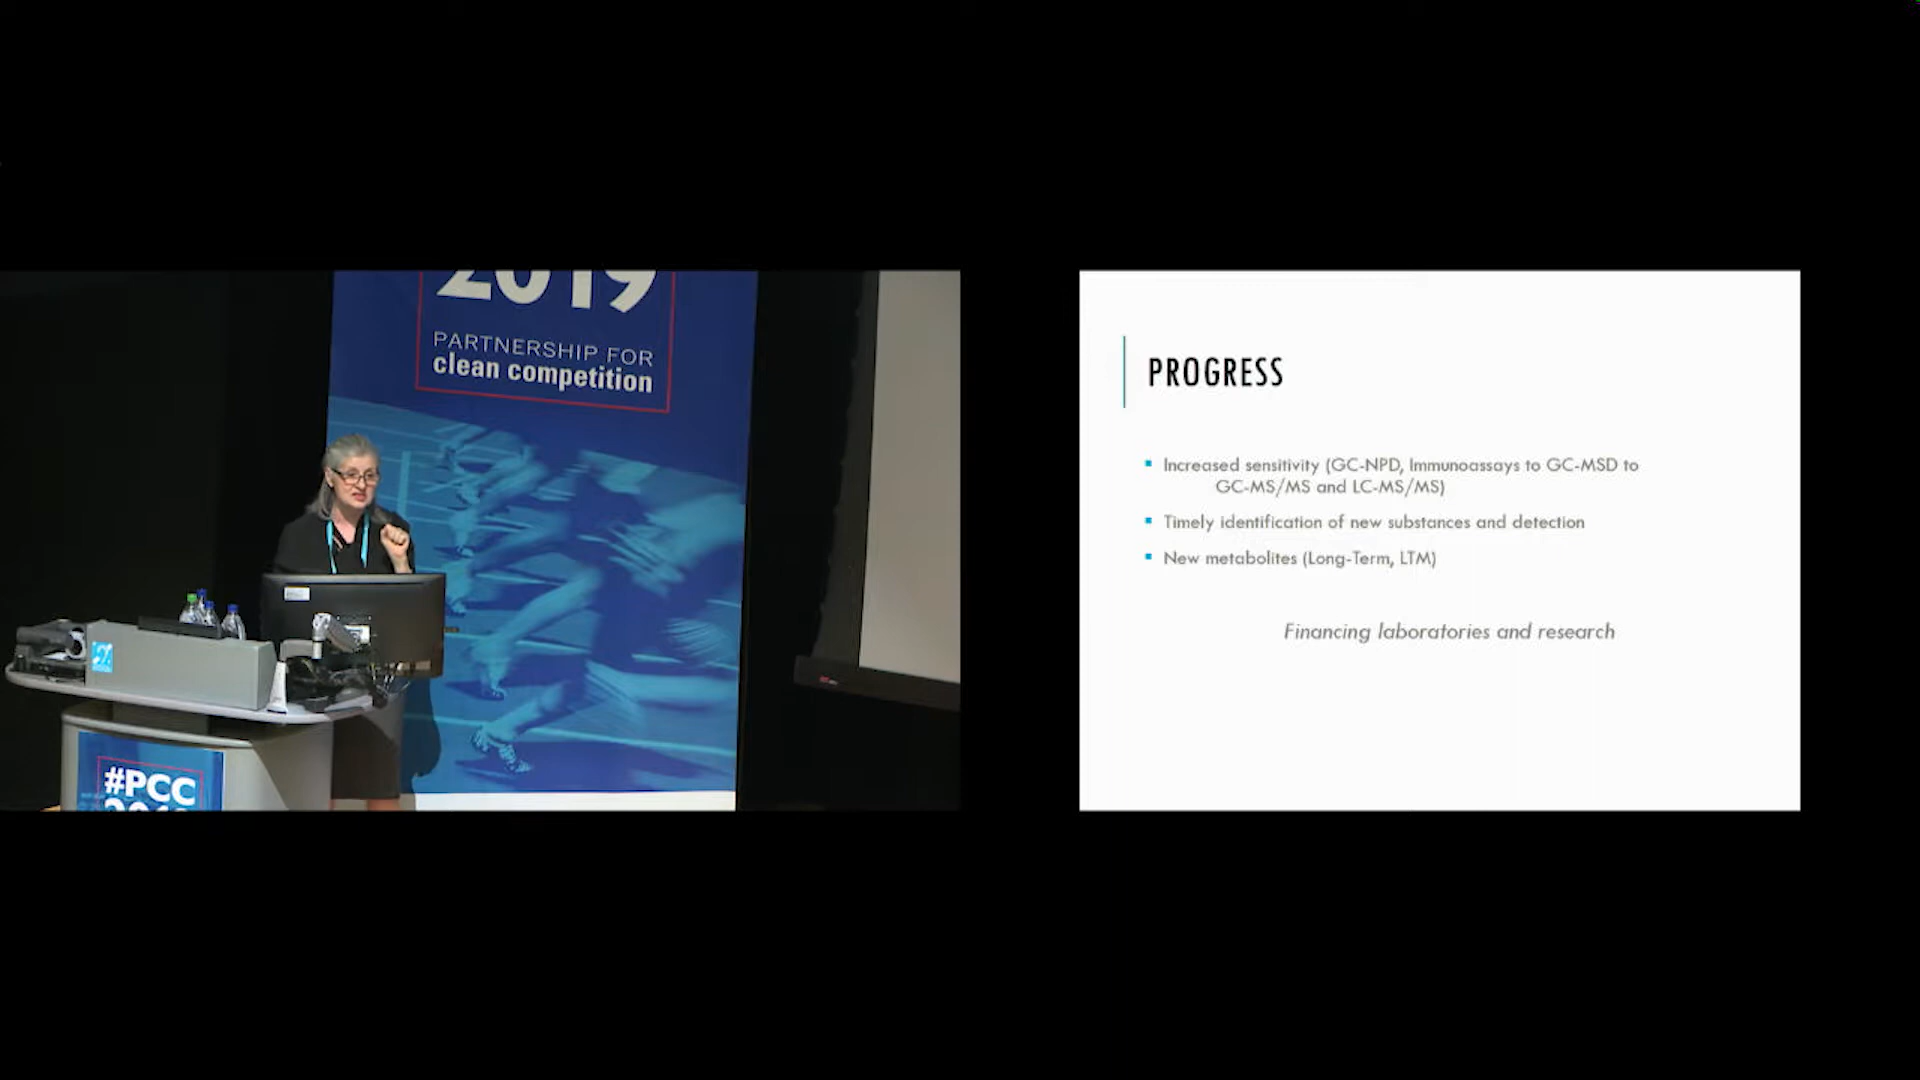 2019
PARTNERSHIP FOR
clean competition
#PCC
PROGRESS
Increased sensitivity (GC-NPD, Immunoassays to GC-MSD to
GC-MS/MS and LC-MS/MS)
Timely identification of new substances and detection
New metabolites (Long-Term, LTM)
Financing laboratories and research